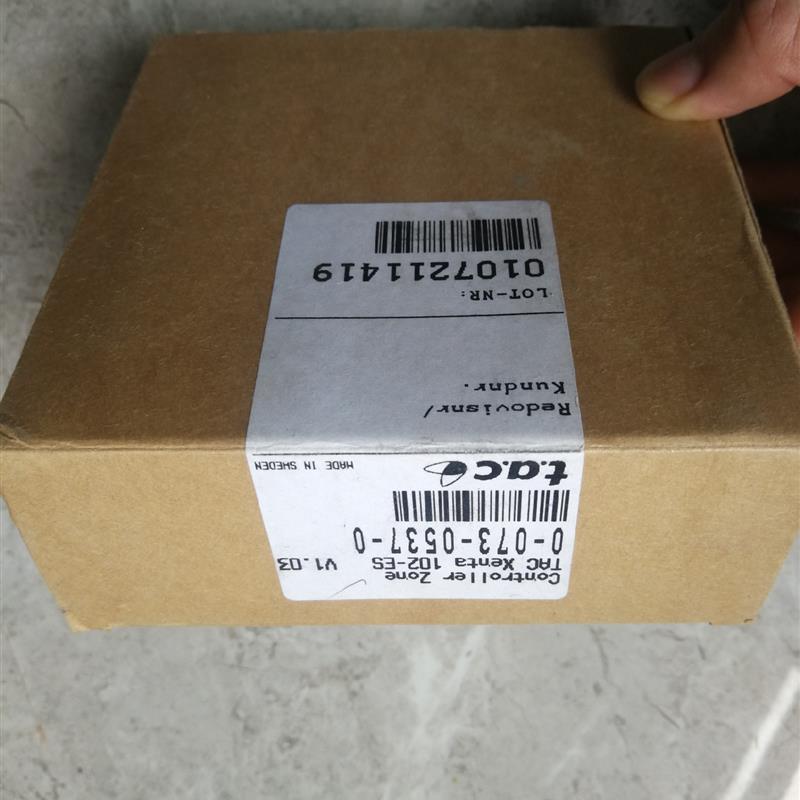 Controller Zone
TAC Xenta 102-ES V1.03
0-073-0537-0
t.a.c MADE IN SWEDEN
Redovisnr/
Kundnr.
LOT-NR:
0107211419